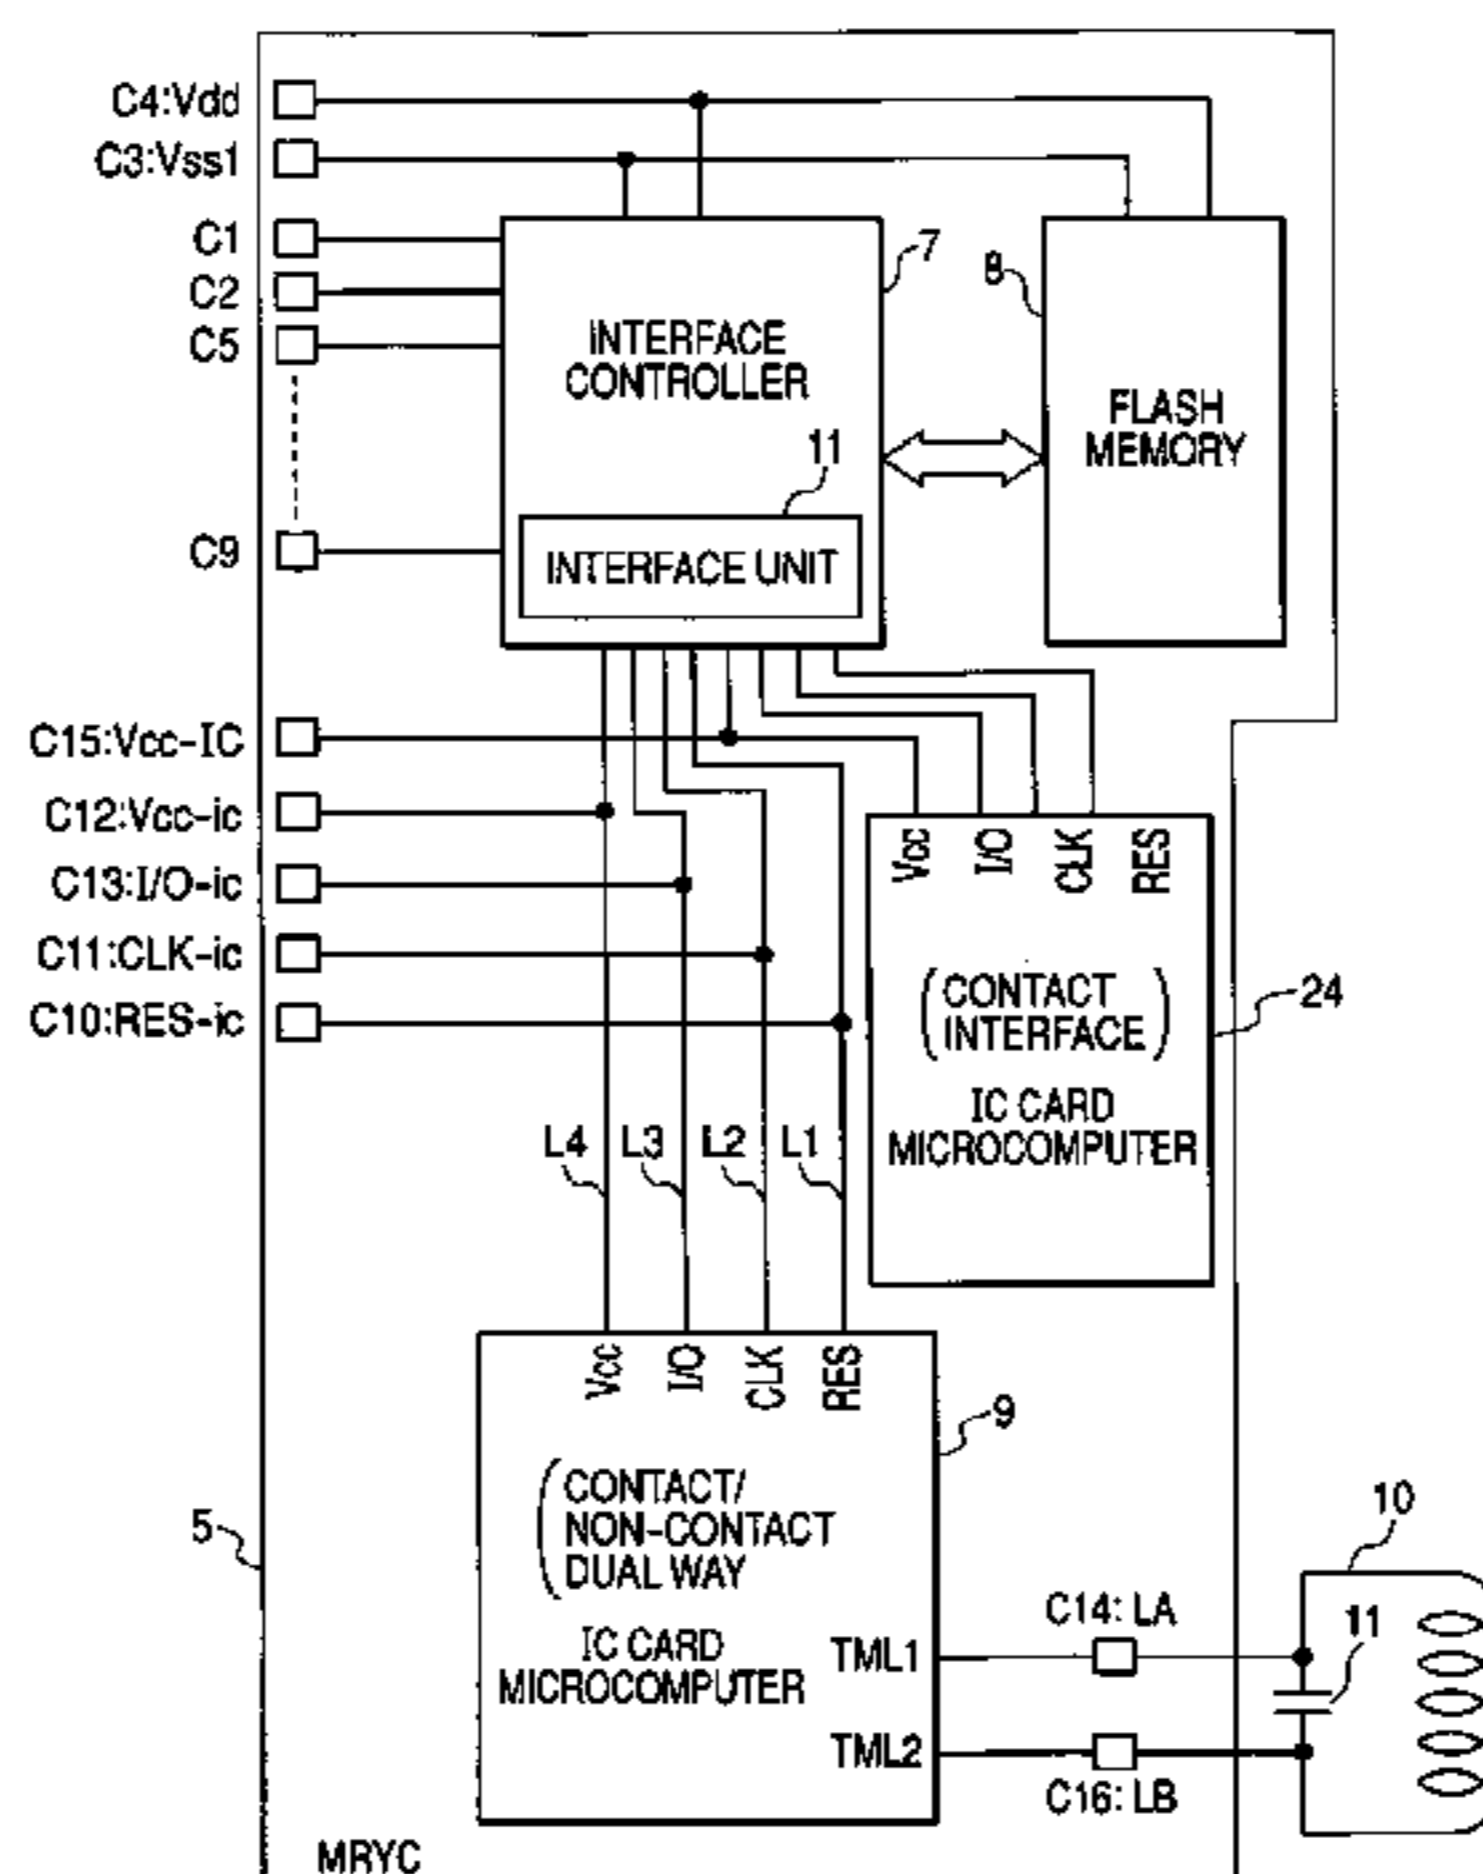 C4:Vdd
C3:Vss1
C1
C2
C5
C9
7
8
INTERFACE
CONTROLLER
11
INTERFACE UNIT
FLASH
MEMORY
C15:Vcc-IC
C12:Vcc-ic
C13:I/O-ic
C11:CLK-ic
C10:RES-ic
Vcc
I/O
CLK
RES
(CONTACT
INTERFACE)
IC CARD
MICROCOMPUTER
24
L4
L3
L2
L1
Vcc
I/O
CLK
RES
9
(CONTACT/
NON-CONTACT
DUAL WAY
IC CARD
MICROCOMPUTER
TML1
TML2
5
C14: LA
C16: LB
10
11
MRYC